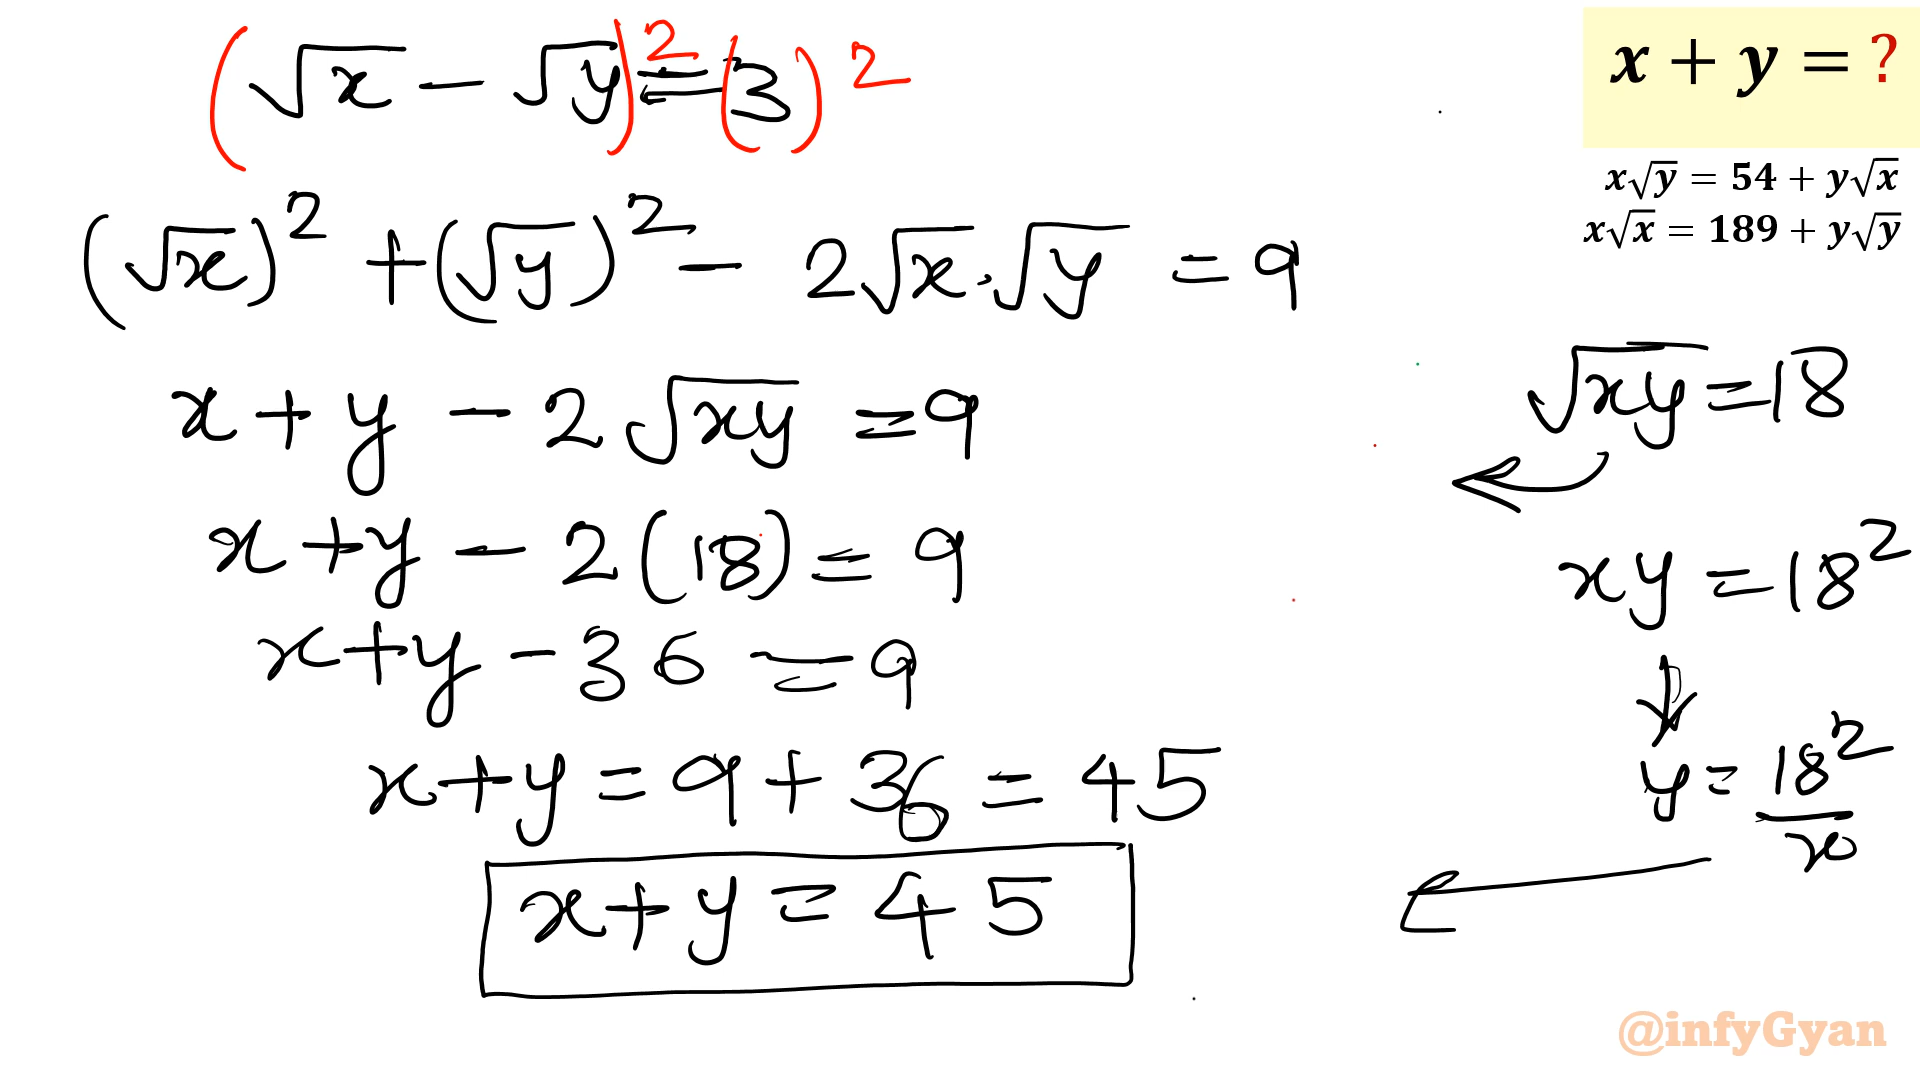 (√x − √y)² = (3)²
(√x)² + (√y)² − 2√x·√y = 9
x + y − 2√xy = 9
x + y − 2(18) = 9
x + y − 36 = 9
x + y = 9 + 36 = 45
x + y = 45
x + y = ?
x√y = 54 + y√x
x√x = 189 + y√y
√xy = 18
xy = 18²
y = 18²/x
@infyGyan